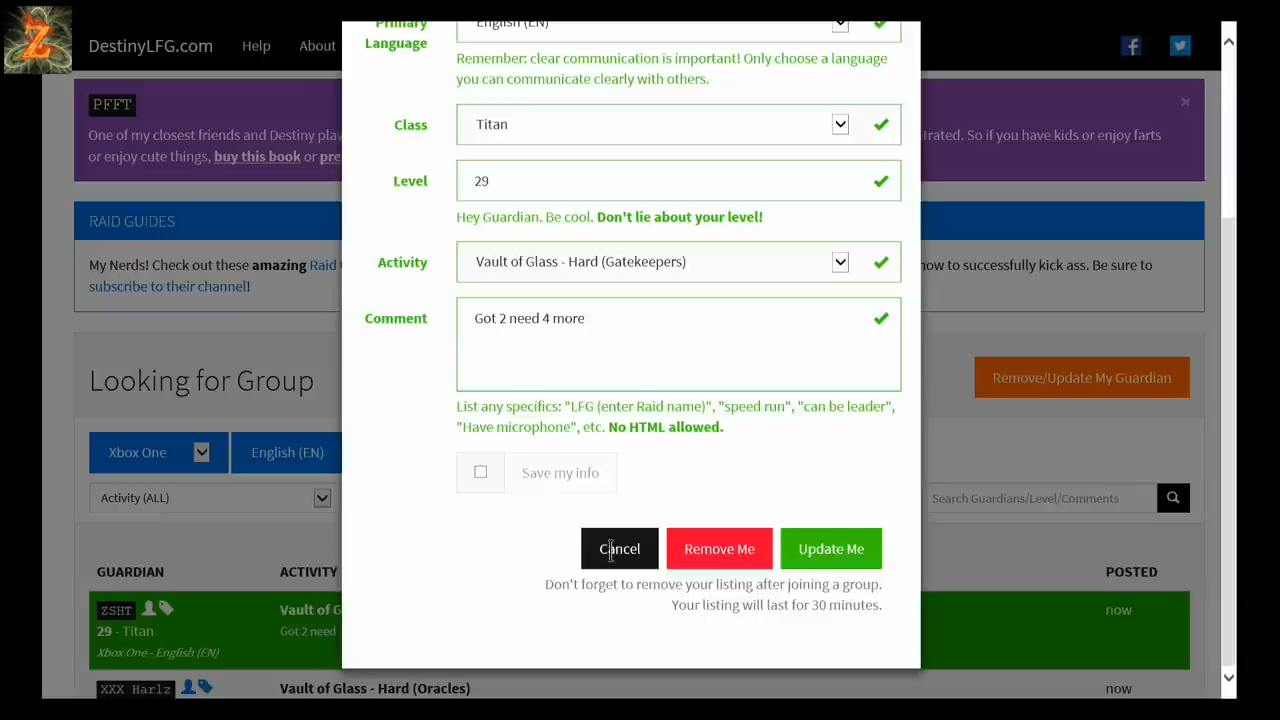 DestinyLFG.com Help About
PFFT
One of my closest friends and Destiny play
rated. So if you have kids or enjoy farts
or enjoy cute things, buy this book or pre
RAID GUIDES
My Nerds! Check out these amazing Raid
how to successfully kick ass. Be sure to
subscribe to their channel!
Looking for Group
Remove/Update My Guardian
Xbox One English (EN)
Activity (ALL)
Search Guardians/Level/Comments
GUARDIAN ACTIVITY POSTED
ZSHT Vault of G now
29 - Titan Got 2 need
Xbox One - English (EN)
XXX Harlz Vault of Glass - Hard (Oracles) now
Primary
Language
English (EN)
Remember: clear communication is important! Only choose a language
you can communicate clearly with others.
Class Titan
Level 29
Hey Guardian. Be cool. Don't lie about your level!
Activity Vault of Glass - Hard (Gatekeepers)
Comment Got 2 need 4 more
List any specifics: "LFG (enter Raid name)", "speed run", "can be leader",
"Have microphone", etc. No HTML allowed.
Save my info
Cancel Remove Me Update Me
Don't forget to remove your listing after joining a group.
Your listing will last for 30 minutes.